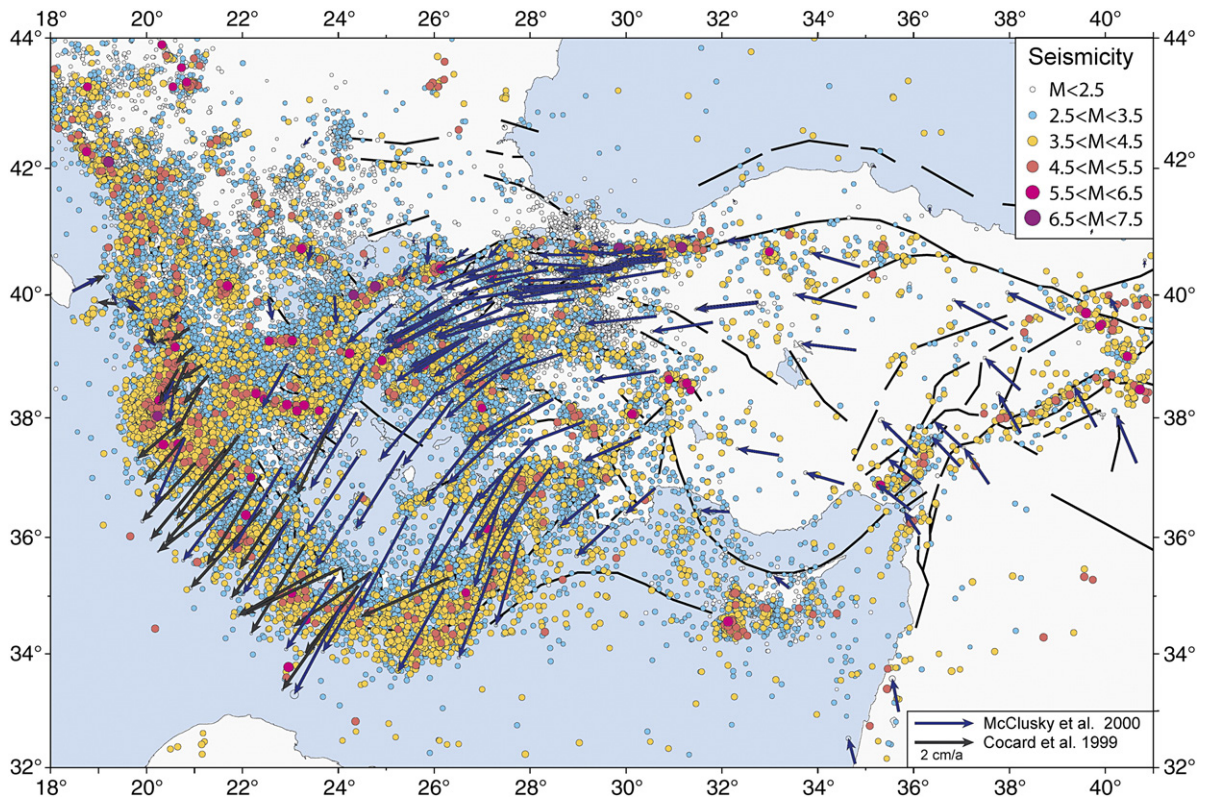 20° 22° 24° 26° 28° 30° 32° 34° 36° 38° 40°
44° 44°
Seismicity
M<2.5
2.5<M<3.5
3.5<M<4.5
4.5<M<5.5
5.5<M<6.5
6.5<M<7.5
42° 42°
40° 40°
38° 38°
36° 36°
34° 34°
McClusky et al. 2000
Cocard et al. 1999
2 cm/a
32° 32°
18 20° 22° 24° 26° 28° 30° 32° 34° 36° 38° 40°